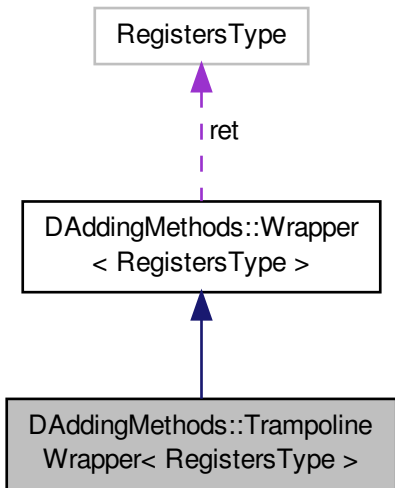 RegistersType
ret
DAddingMethods::Wrapper
< RegistersType >
DAddingMethods::Trampoline
Wrapper< RegistersType >